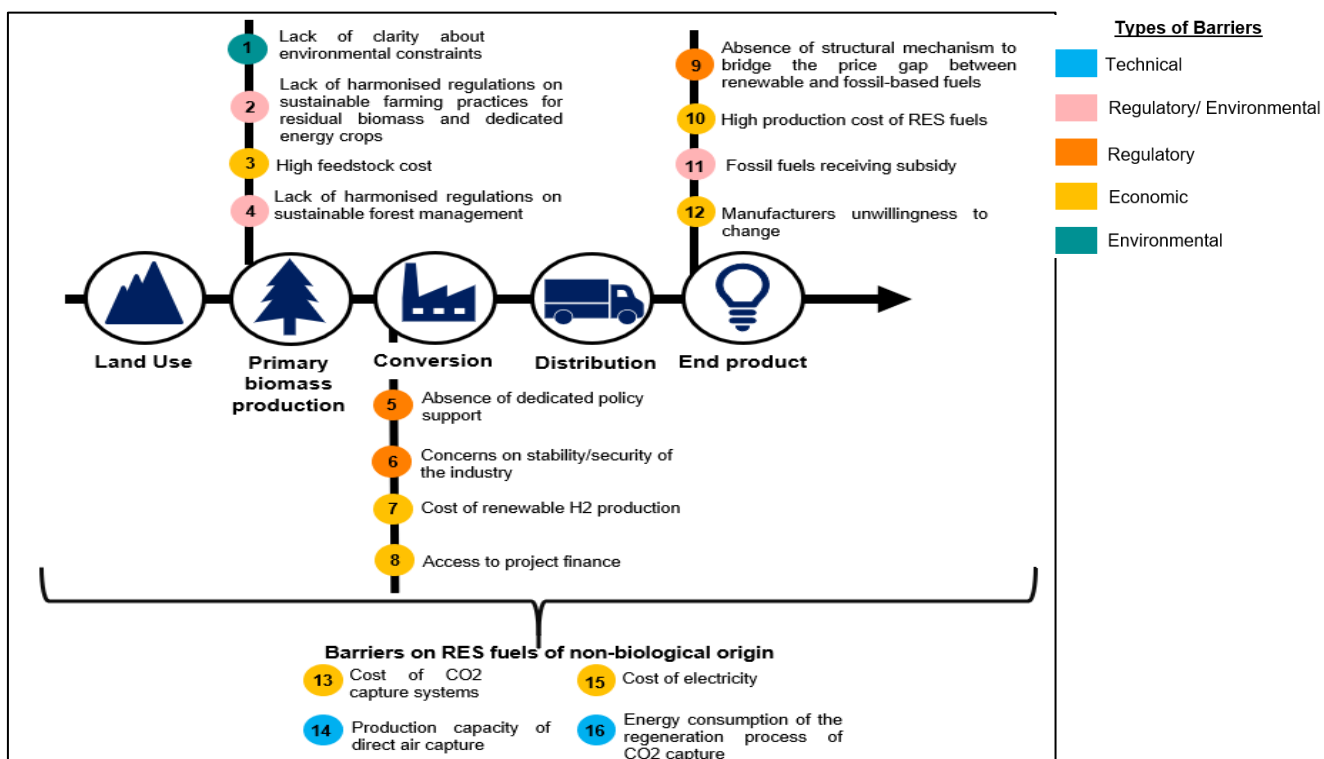 1
Lack of clarity about
environmental constraints
2
Lack of harmonised regulations on
sustainable farming practices for
residual biomass and dedicated
energy crops
3
High feedstock cost
4
Lack of harmonised regulations on
sustainable forest management
9
Absence of structural mechanism to
bridge the price gap between
renewable and fossil-based fuels
10
High production cost of RES fuels
11
Fossil fuels receiving subsidy
12
Manufacturers unwillingness to
change
Types of Barriers
Technical
Regulatory/ Environmental
Regulatory
Economic
Environmental
Land Use
Primary
biomass
production
Conversion
Distribution
End product
5
Absence of dedicated policy
support
6
Concerns on stability/security of
the industry
7
Cost of renewable H2 production
8
Access to project finance
Barriers on RES fuels of non-biological origin
13
Cost of CO2
capture systems
15
Cost of electricity
14
Production capacity of
direct air capture
16
Energy consumption of the
regeneration process of
CO2 capture